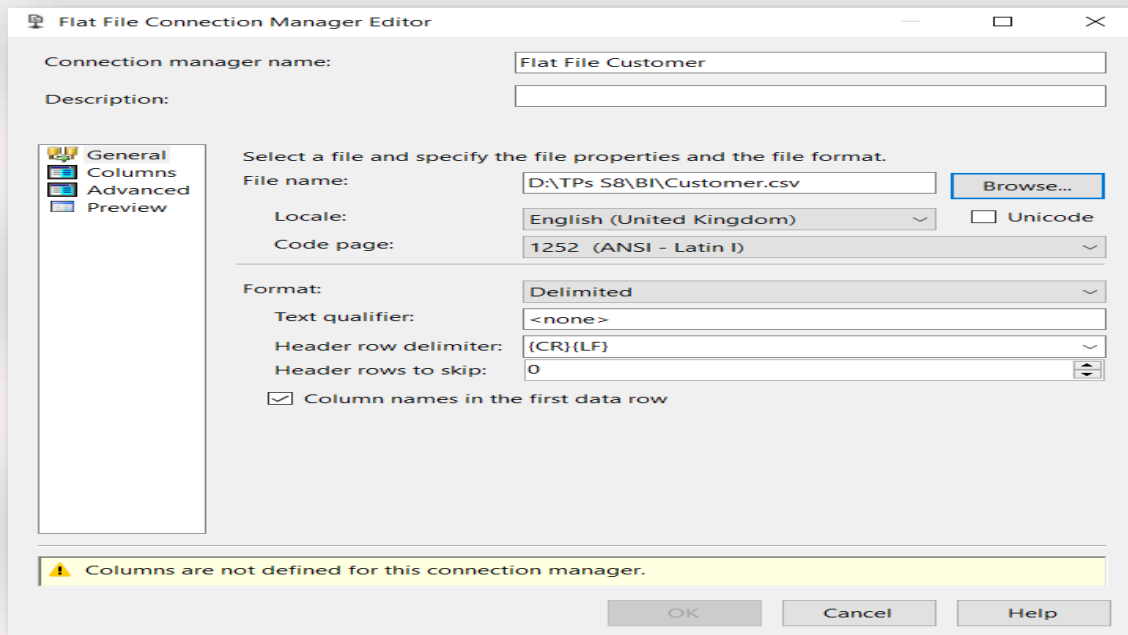 Flat File Connection Manager Editor
Connection manager name: Flat File Customer
Description:
General
Columns
Advanced
Preview
Select a file and specify the file properties and the file format.
File name: D:\TPs S8\BI\Customer.csv Browse...
Locale: English (United Kingdom) Unicode
Code page: 1252 (ANSI - Latin I)
Format: Delimited
Text qualifier: <none>
Header row delimiter: {CR}{LF}
Header rows to skip: 0
Column names in the first data row
Columns are not defined for this connection manager.
OK Cancel Help